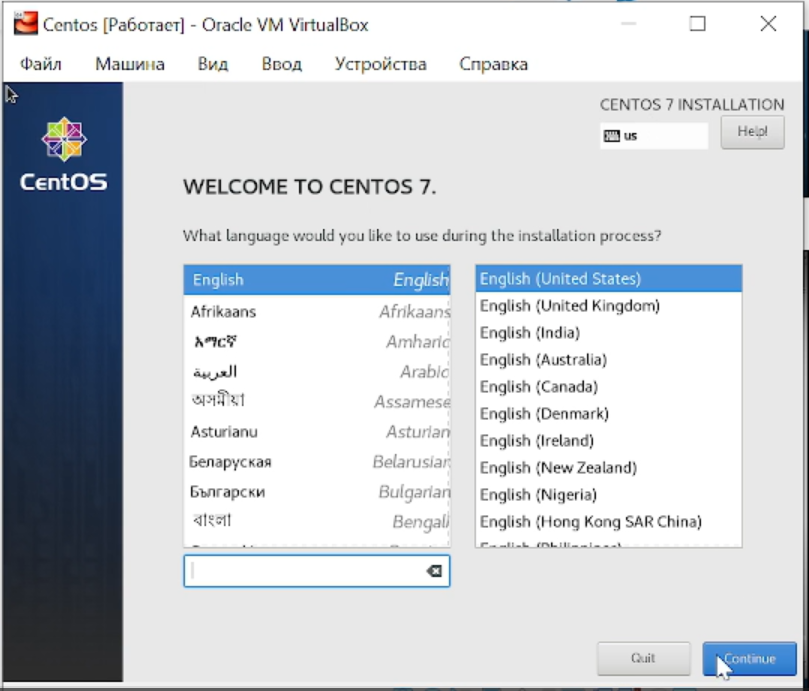 Centos [Работает] - Oracle VM VirtualBox
Файл Машина Вид Ввод Устройства Справка
CentOS
CENTOS 7 INSTALLATION
us
Help!
WELCOME TO CENTOS 7.
What language would you like to use during the installation process?
English English
Afrikaans Afrikaans
አማርኛ Amharic
العربية Arabic
অসমীয়া Assamese
Asturianu Asturian
Беларуская Belarusian
Български Bulgarian
বাংলা Bengali
English (United States)
English (United Kingdom)
English (India)
English (Australia)
English (Canada)
English (Denmark)
English (Ireland)
English (New Zealand)
English (Nigeria)
English (Hong Kong SAR China)
English (Philippines)
Quit
Continue